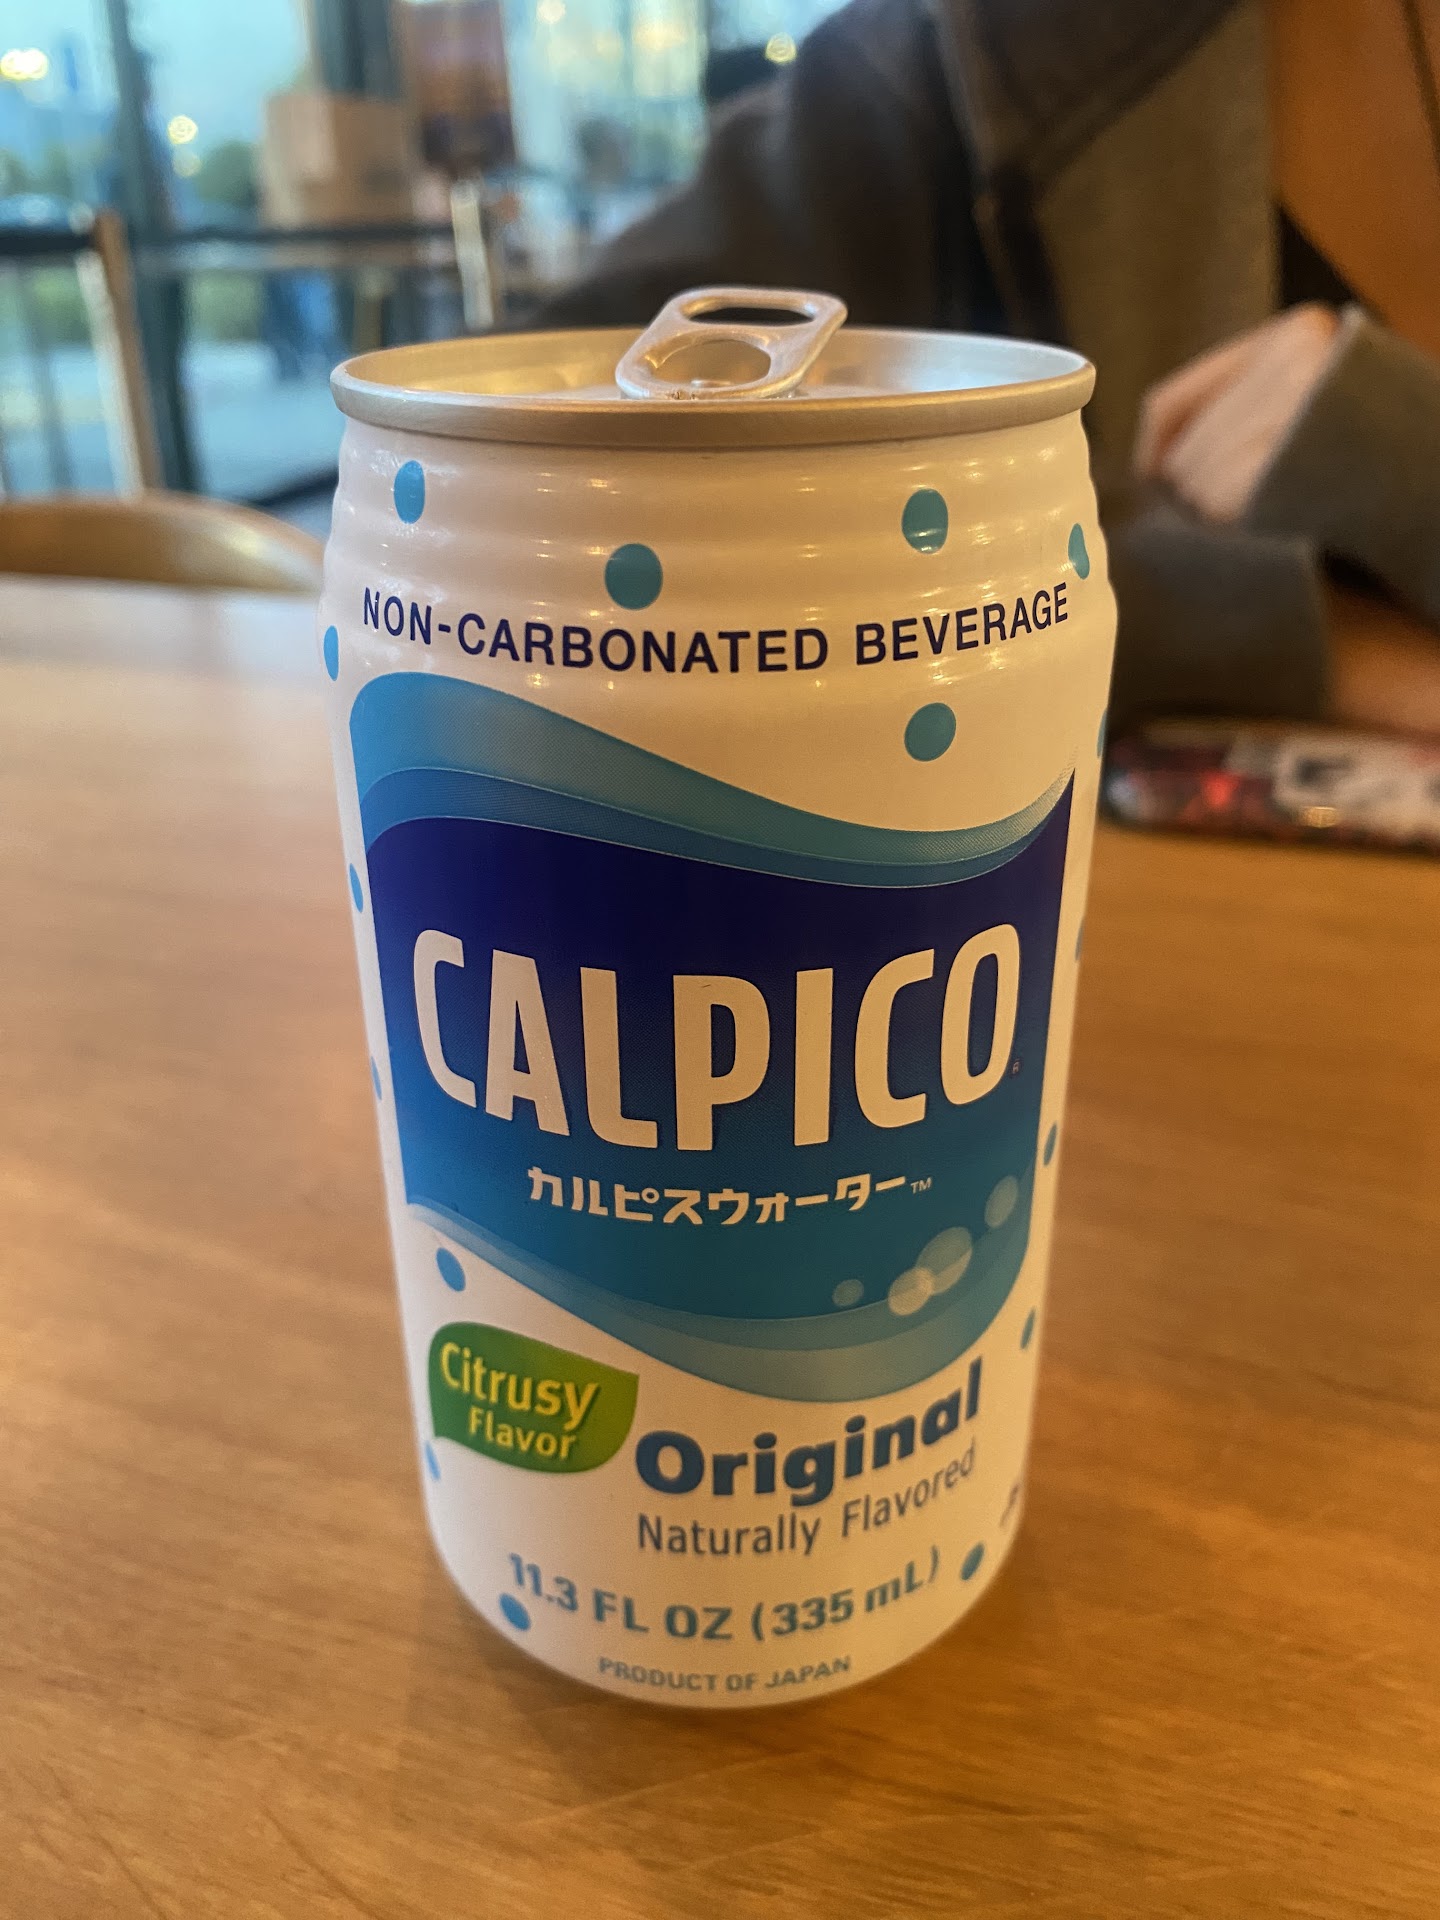 NON-CARBONATED BEVERAGE
CALPICO®
カルピスウォーター™
Citrusy
Flavor
Original
Naturally Flavored
11.3 FL OZ (335 mL)
PRODUCT OF JAPAN